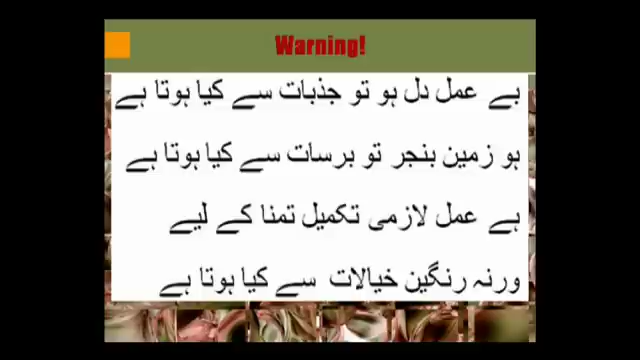 Warning!
بے عمل دل ہو تو جذبات سے کیا ہوتا ہے
ہو زمین بنجر تو برسات سے کیا ہوتا ہے
ہے عمل لازمی تکمیل تمنا کے لیے
ورنہ رنگین خیالات سے کیا ہوتا ہے